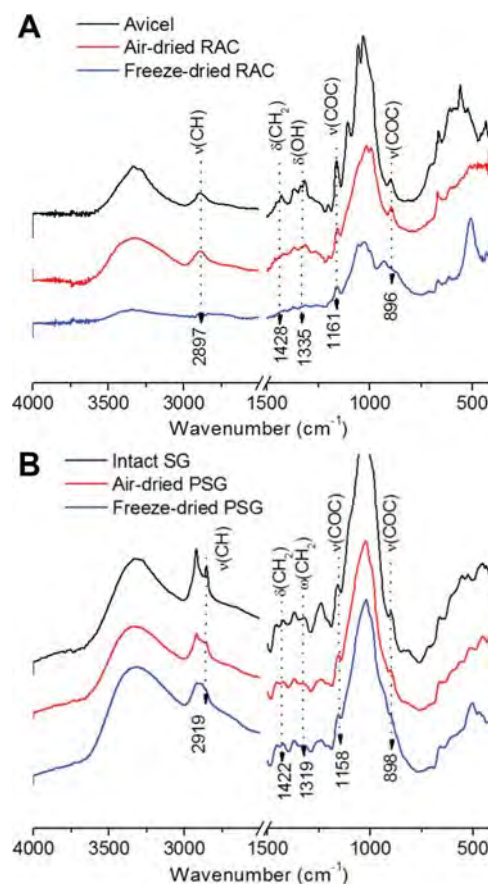 A
Avicel
Air-dried RAC
Freeze-dried RAC
ν(CH)
δ(CH₂)
δ(OH)
ν(COC)
ν(COC)
2897
1428
1335
1161
896
4000 3500 3000 2500 1500 1000 500
Wavenumber (cm⁻¹)
B
Intact SG
Air-dried PSG
Freeze-dried PSG
ν(CH)
δ(CH₂)
ω(CH₂)
ν(COC)
ν(COC)
2919
1422
1319
1158
898
4000 3500 3000 2500 1500 1000 500
Wavenumber (cm⁻¹)